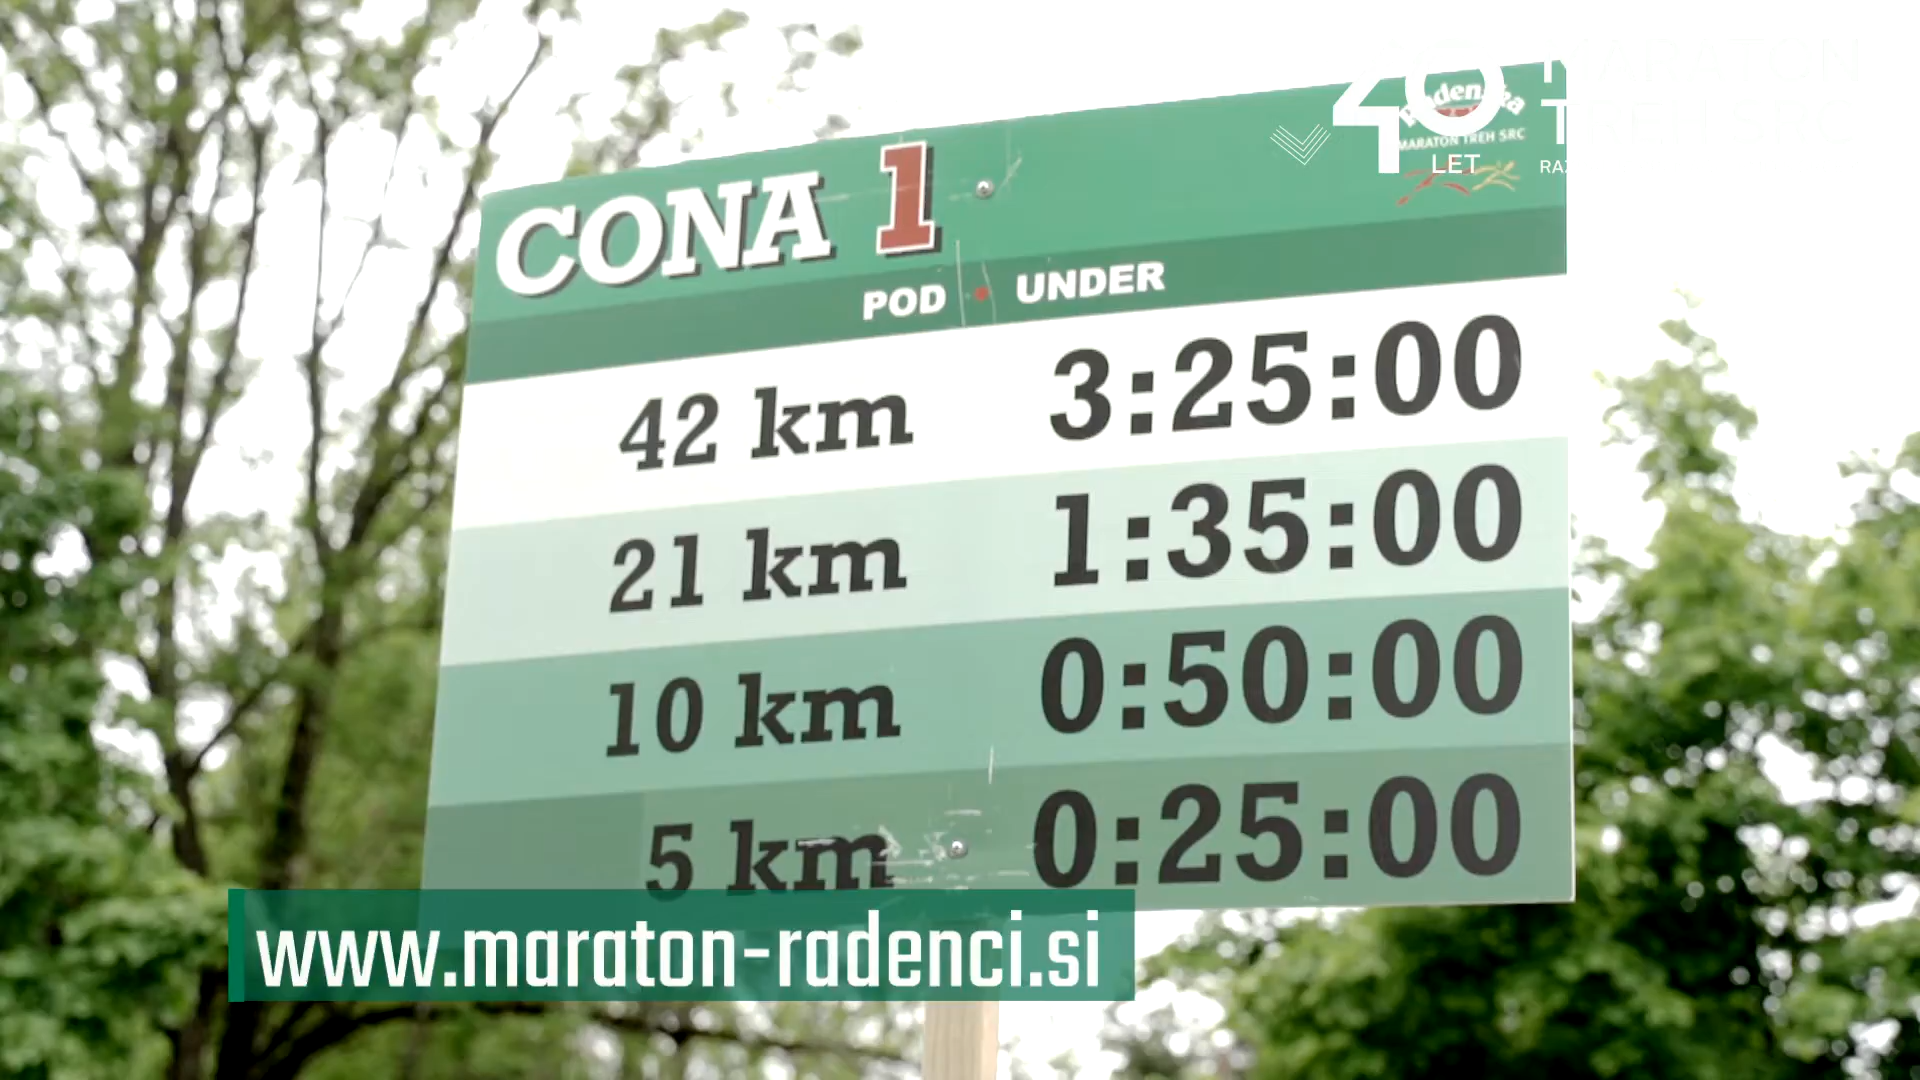 40
LET
MARATON TREH SRC
CONA 1
POD • UNDER
42 km 3:25:00
21 km 1:35:00
10 km 0:50:00
5 km 0:25:00
www.maraton-radenci.si